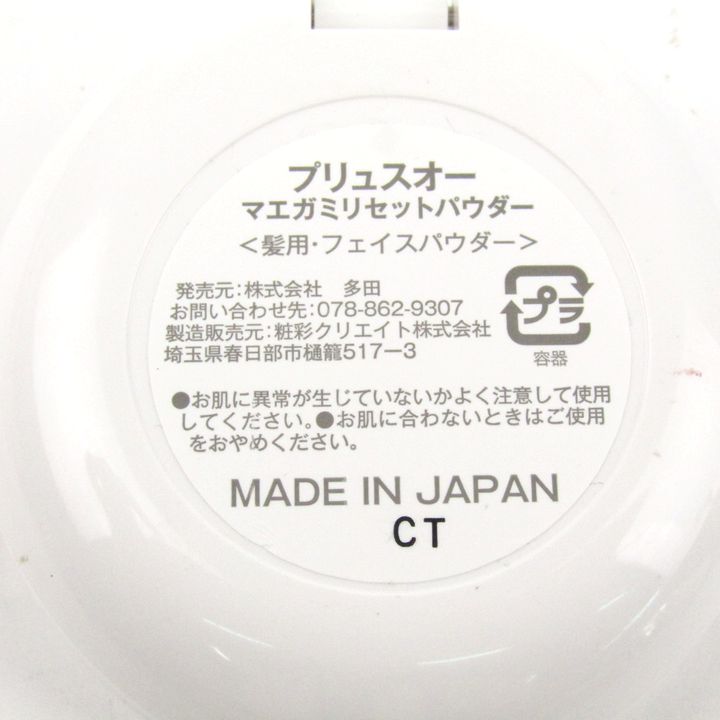 プリュスオー
マエガミリセットパウダー
＜髪用・フェイスパウダー＞
発売元：株式会社　多田
お問い合わせ先：078-862-9307
製造販売元：粧彩クリエイト株式会社
埼玉県春日部市樋籠517ー3
プラ
容器
●お肌に異常が生じていないかよく注意して使用
してください。●お肌に合わないときはご使用
をおやめください。
MADE IN JAPAN
CT